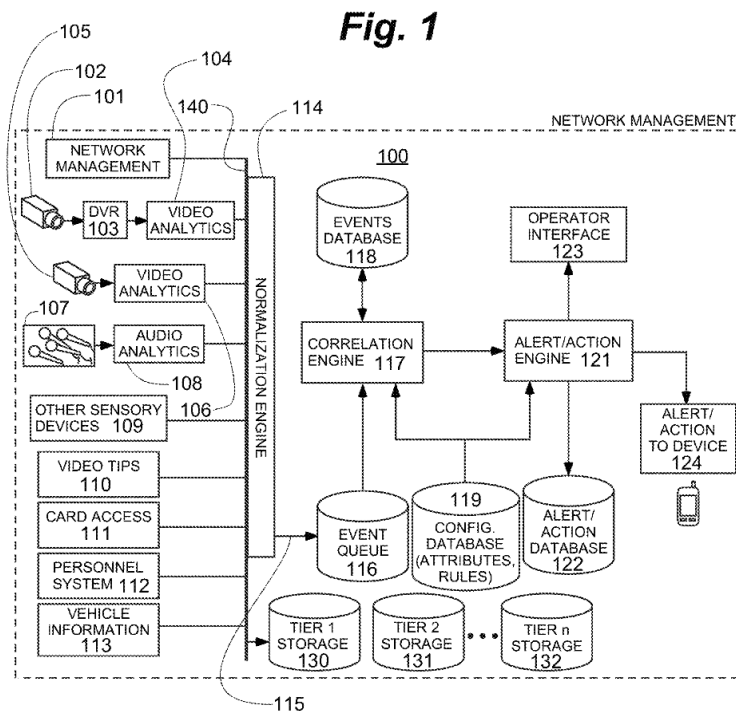 Fig. 1
105
102
104
101
140
114
NETWORK MANAGEMENT
NETWORK
MANAGEMENT
100
DVR
103
VIDEO
ANALYTICS
EVENTS
DATABASE
118
OPERATOR
INTERFACE
123
VIDEO
ANALYTICS
107
AUDIO
ANALYTICS
108
NORMALIZATION ENGINE
CORRELATION
ENGINE 117
ALERT/ACTION
ENGINE 121
OTHER SENSORY
DEVICES 109
106
ALERT/
ACTION
TO DEVICE
124
VIDEO TIPS
110
CARD ACCESS
111
EVENT
QUEUE
116
119
CONFIG.
DATABASE
(ATTRIBUTES,
RULES)
ALERT/
ACTION
DATABASE
122
PERSONNEL
SYSTEM 112
VEHICLE
INFORMATION
113
TIER 1
STORAGE
130
TIER 2
STORAGE
131
TIER n
STORAGE
132
115